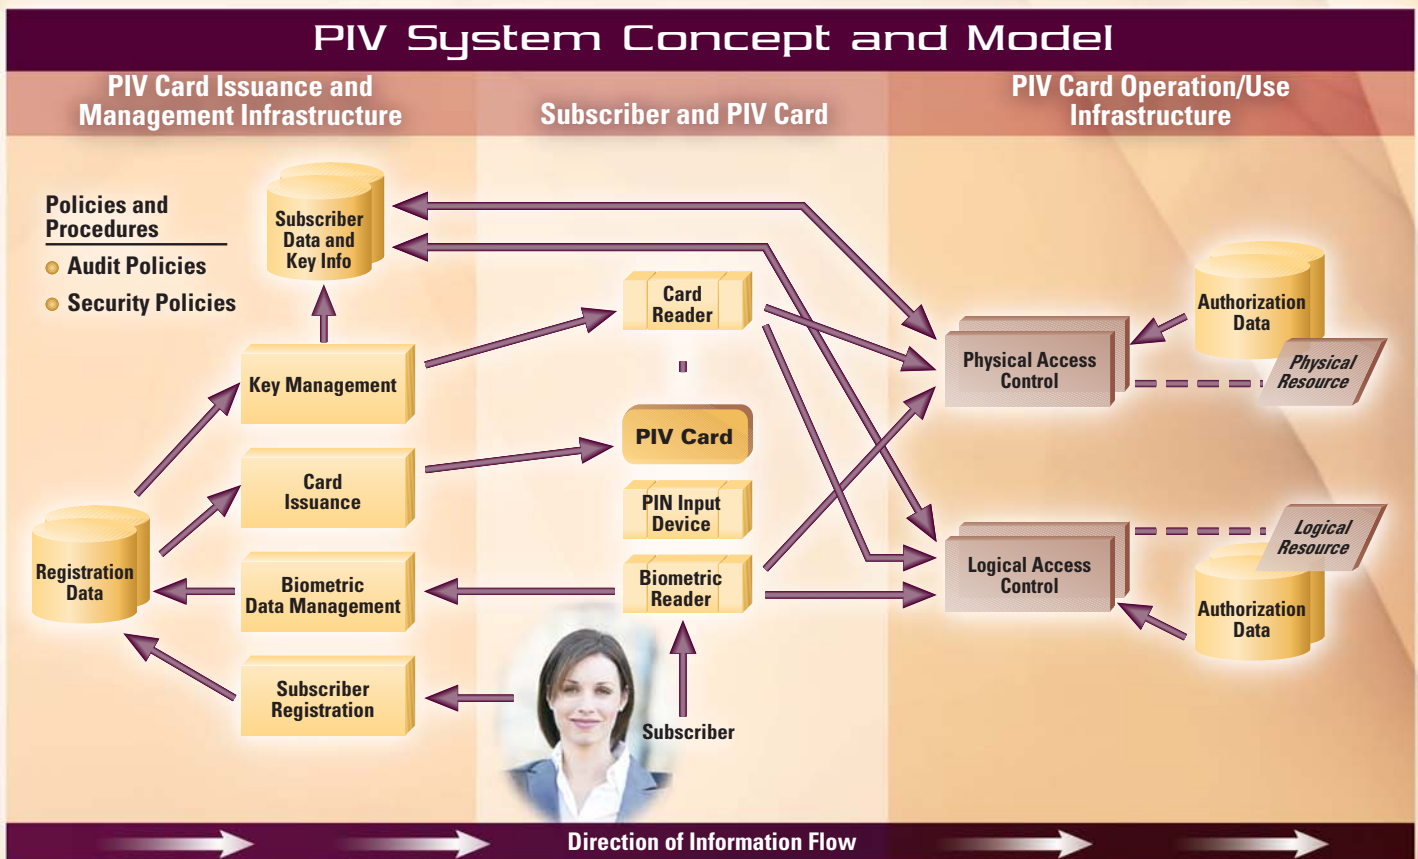 PIV System Concept and Model
PIV Card Issuance and
Management Infrastructure
Subscriber and PIV Card
PIV Card Operation/Use
Infrastructure
Policies and
Procedures
Audit Policies
Security Policies
Subscriber
Data and
Key Info
Key Management
Card
Issuance
Registration
Data
Biometric
Data Management
Subscriber
Registration
Card
Reader
PIV Card
PIN Input
Device
Biometric
Reader
Subscriber
Physical Access
Control
Authorization
Data
Physical
Resource
Logical Access
Control
Logical
Resource
Authorization
Data
Direction of Information Flow